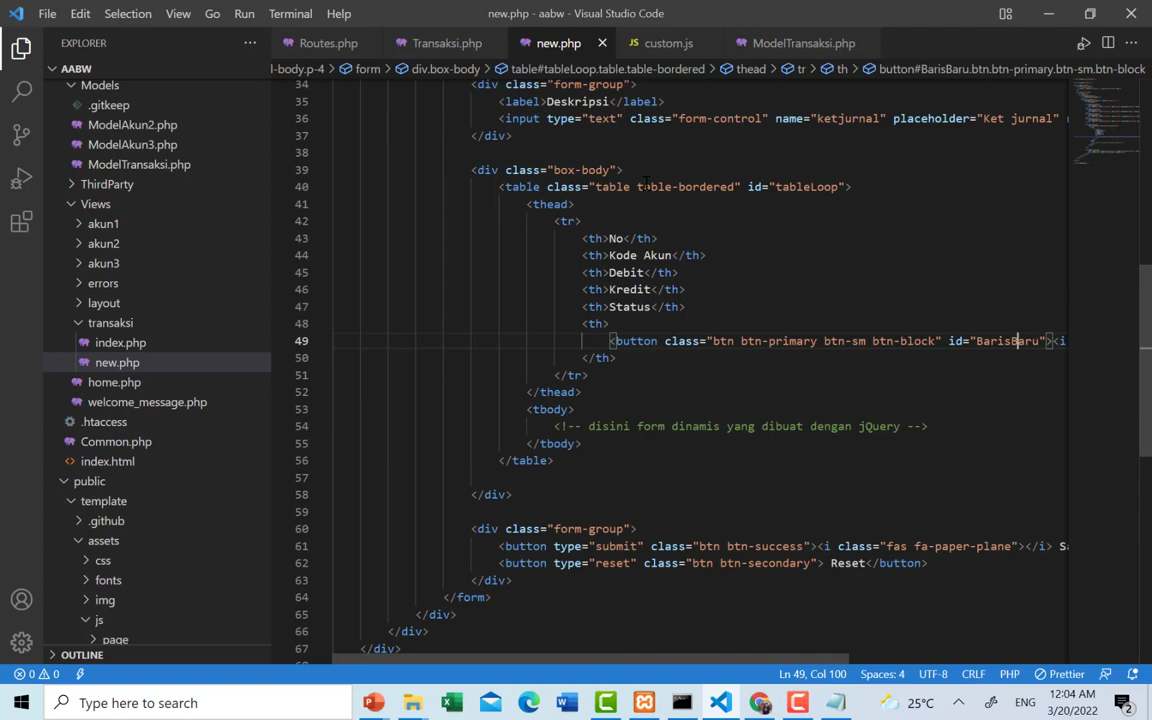 File Edit Selection View Go Run Terminal Help new.php - aabw - Visual Studio Code
EXPLORER ··· Routes.php Transaksi.php new.php custom.js ModelTransaksi.php
AABW l-body.p-4 > form > div.box-body > table#tableLoop.table.table-bordered > thead > tr > th > button#BarisBaru.btn.btn-primary.btn-sm.btn-block
Models
.gitkeep
ModelAkun2.php
ModelAkun3.php
ModelTransaksi.php
ThirdParty
Views
akun1
akun2
akun3
errors
layout
transaksi
index.php
new.php
home.php
welcome_message.php
.htaccess
Common.php
index.html
public
template
.github
assets
css
fonts
img
js
page
OUTLINE
34 <div class="form-group">
35 <label>Deskripsi</label>
36 <input type="text" class="form-control" name="ketjurnal" placeholder="Ket jurnal"
37 </div>
38
39 <div class="box-body">
40 <table class="table table-bordered" id="tableLoop">
41 <thead>
42 <tr>
43 <th>No</th>
44 <th>Kode Akun</th>
45 <th>Debit</th>
46 <th>Kredit</th>
47 <th>Status</th>
48 <th>
49 <button class="btn btn-primary btn-sm btn-block" id="BarisBaru"><i
50 </th>
51 </tr>
52 </thead>
53 <tbody>
54 <!-- disini form dinamis yang dibuat dengan jQuery -->
55 </tbody>
56 </table>
57
58 </div>
59
60 <div class="form-group">
61 <button type="submit" class="btn btn-success"><i class="fas fa-paper-plane"></i>
62 <button type="reset" class="btn btn-secondary"> Reset</button>
63 </div>
64 </form>
65 </div>
66 </div>
67 </div>
0 0 Ln 49, Col 100 Spaces: 4 UTF-8 CRLF PHP Prettier
Type here to search 25°C ENG 12:04 AM
3/20/2022 2